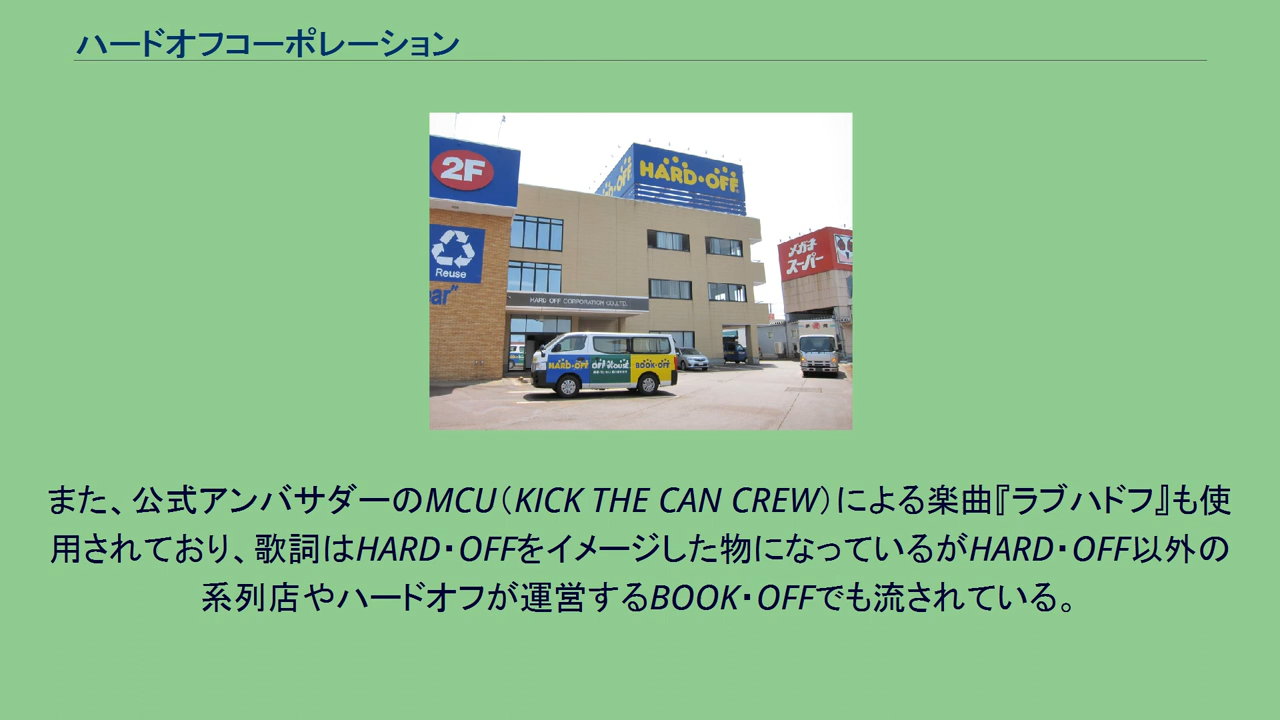 ハードオフコーポレーション
2F
HARD・OFF
Reuse
メガネ
スーパー
HARD OFF CORPORATION CO.,LTD.
HARD・OFF
OFF House
BOOK・OFF
また、公式アンバサダーのMCU（KICK THE CAN CREW）による楽曲『ラブハドフ』も使
用されており、歌詞はHARD・OFFをイメージした物になっているがHARD・OFF以外の
系列店やハードオフが運営するBOOK・OFFでも流されている。